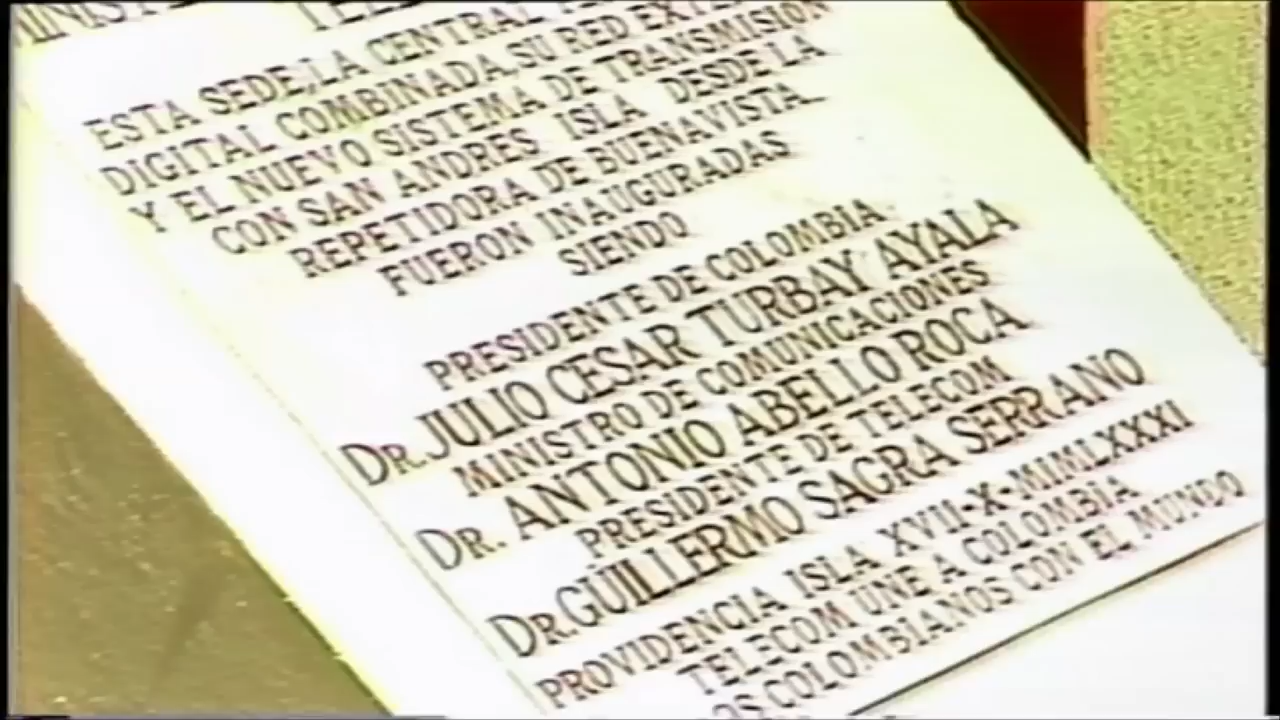 ESTA SEDE, LA CENTRAL
DIGITAL COMBINADA, SU RED
Y EL NUEVO SISTEMA DE TRANSMISIÓN
CON SAN ANDRES ISLA DESDE LA
REPETIDORA DE BUENAVISTA
FUERON INAUGURADAS
SIENDO
PRESIDENTE DE COLOMBIA
DR. JULIO CESAR TURBAY AYALA
MINISTRO DE COMUNICACIONES
DR. ANTONIO ABELLO ROCA
PRESIDENTE DE TELECOM
DR. GUILLERMO SAGRA SERRANO
PROVIDENCIA ISLA XVII-X-MIMLXXXI
TELECOM UNE A COLOMBIA
COLOMBIANOS CON EL MUNDO